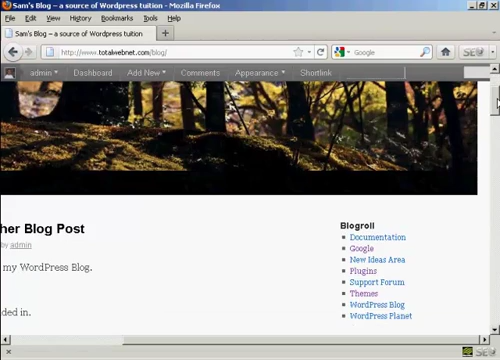 Sam's Blog – a source of Wordpress tuition - Mozilla Firefox
File Edit View History Bookmarks Tools Help
Sam's Blog – a source of Wordpress tuition
http://www.totalwebnet.com/blog/
Google
admin Dashboard Add New Comments Appearance Shortlink
her Blog Post
by admin
my WordPress Blog.
ded in.
Blogroll
Documentation
Google
New Ideas Area
Plugins
Support Forum
Themes
WordPress Blog
WordPress Planet